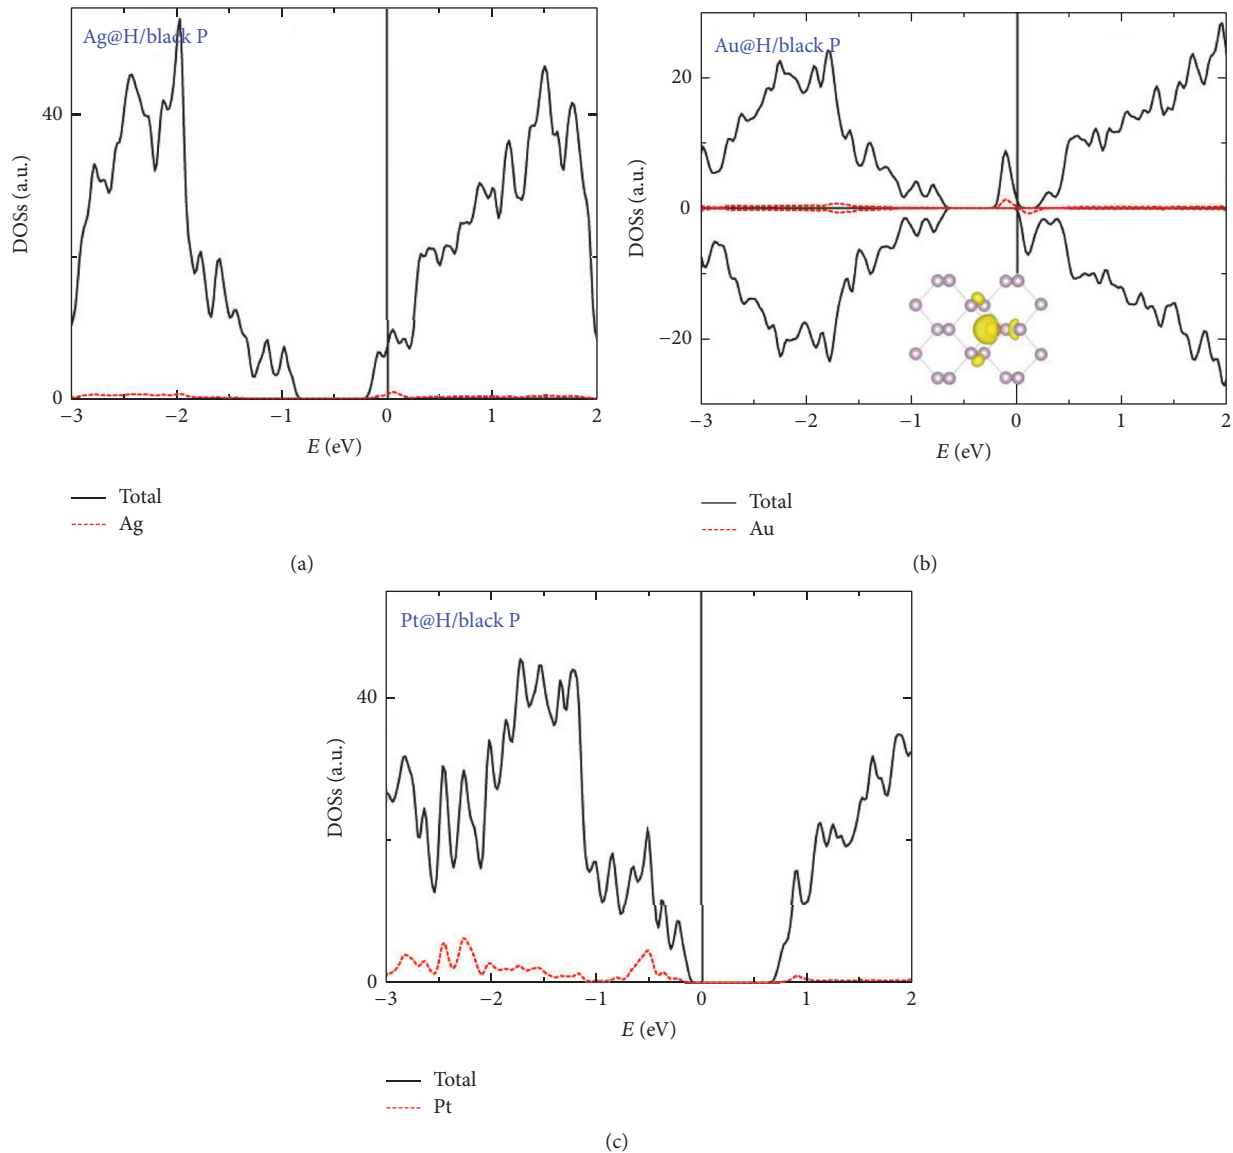 Ag@H/black P
40
0
DOSs (a.u.)
−3
−2
−1
0
1
2
E (eV)
Total
Ag
(a)
Au@H/black P
20
0
−20
DOSs (a.u.)
−3
−2
−1
0
1
2
E (eV)
Total
Au
(b)
Pt@H/black P
40
0
DOSs (a.u.)
−3
−2
−1
0
1
2
E (eV)
Total
Pt
(c)